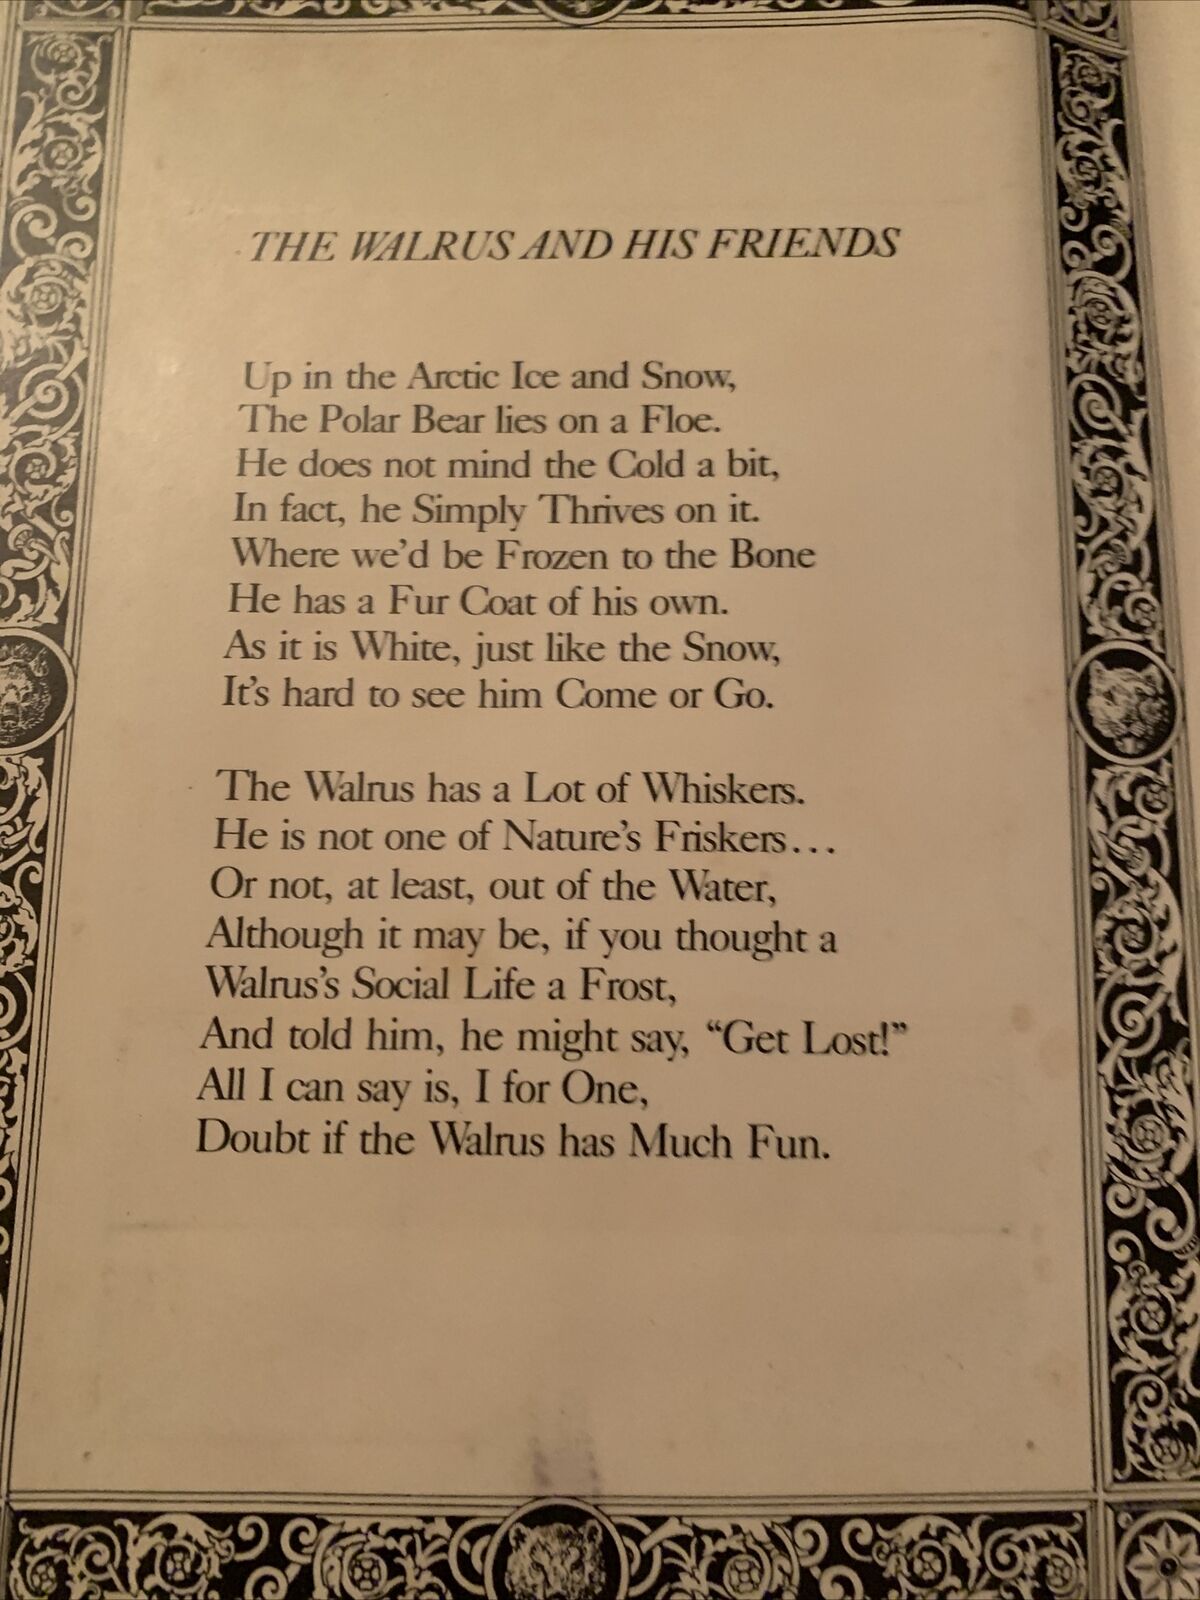 THE WALRUS AND HIS FRIENDS
Up in the Arctic Ice and Snow,
The Polar Bear lies on a Floe.
He does not mind the Cold a bit,
In fact, he Simply Thrives on it.
Where we'd be Frozen to the Bone
He has a Fur Coat of his own.
As it is White, just like the Snow,
It's hard to see him Come or Go.
The Walrus has a Lot of Whiskers.
He is not one of Nature's Friskers...
Or not, at least, out of the Water,
Although it may be, if you thought a
Walrus's Social Life a Frost,
And told him, he might say, “Get Lost!”
All I can say is, I for One,
Doubt if the Walrus has Much Fun.